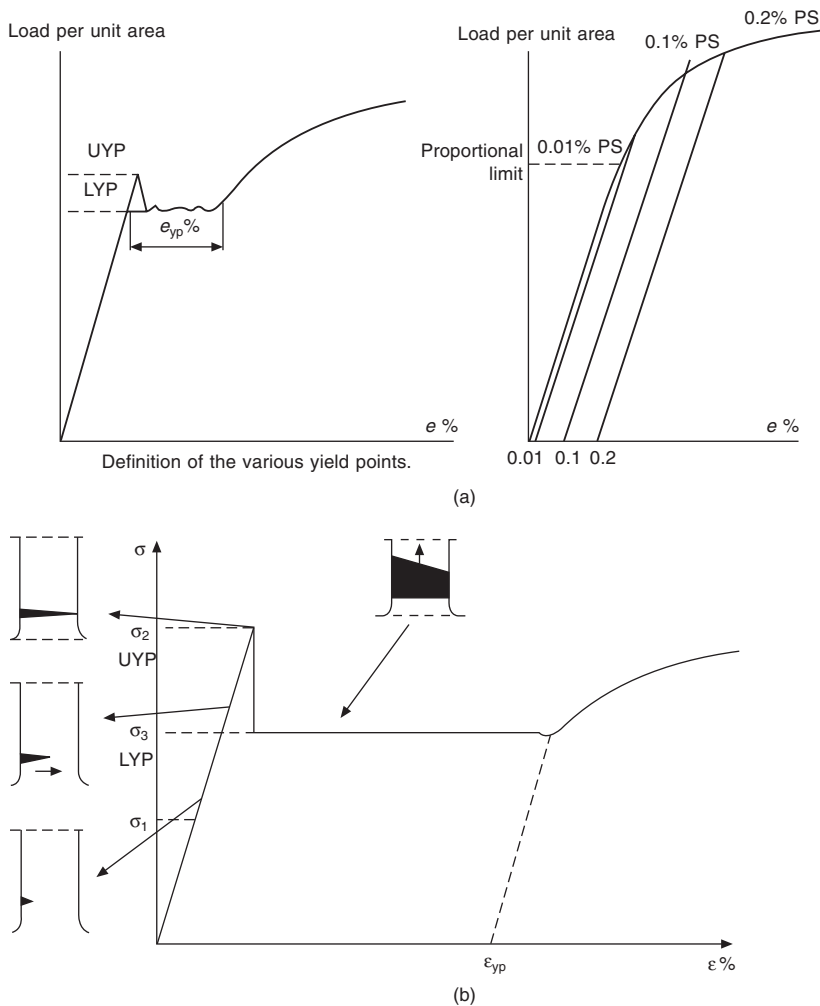 Load per unit area
UYP
LYP
e_yp%
e %
Definition of the various yield points.
Load per unit area
0.2% PS
0.1% PS
0.01% PS
Proportional
limit
e %
0.01 0.1 0.2
(a)
σ
σ2
UYP
σ3
LYP
σ1
εyp
ε%
(b)